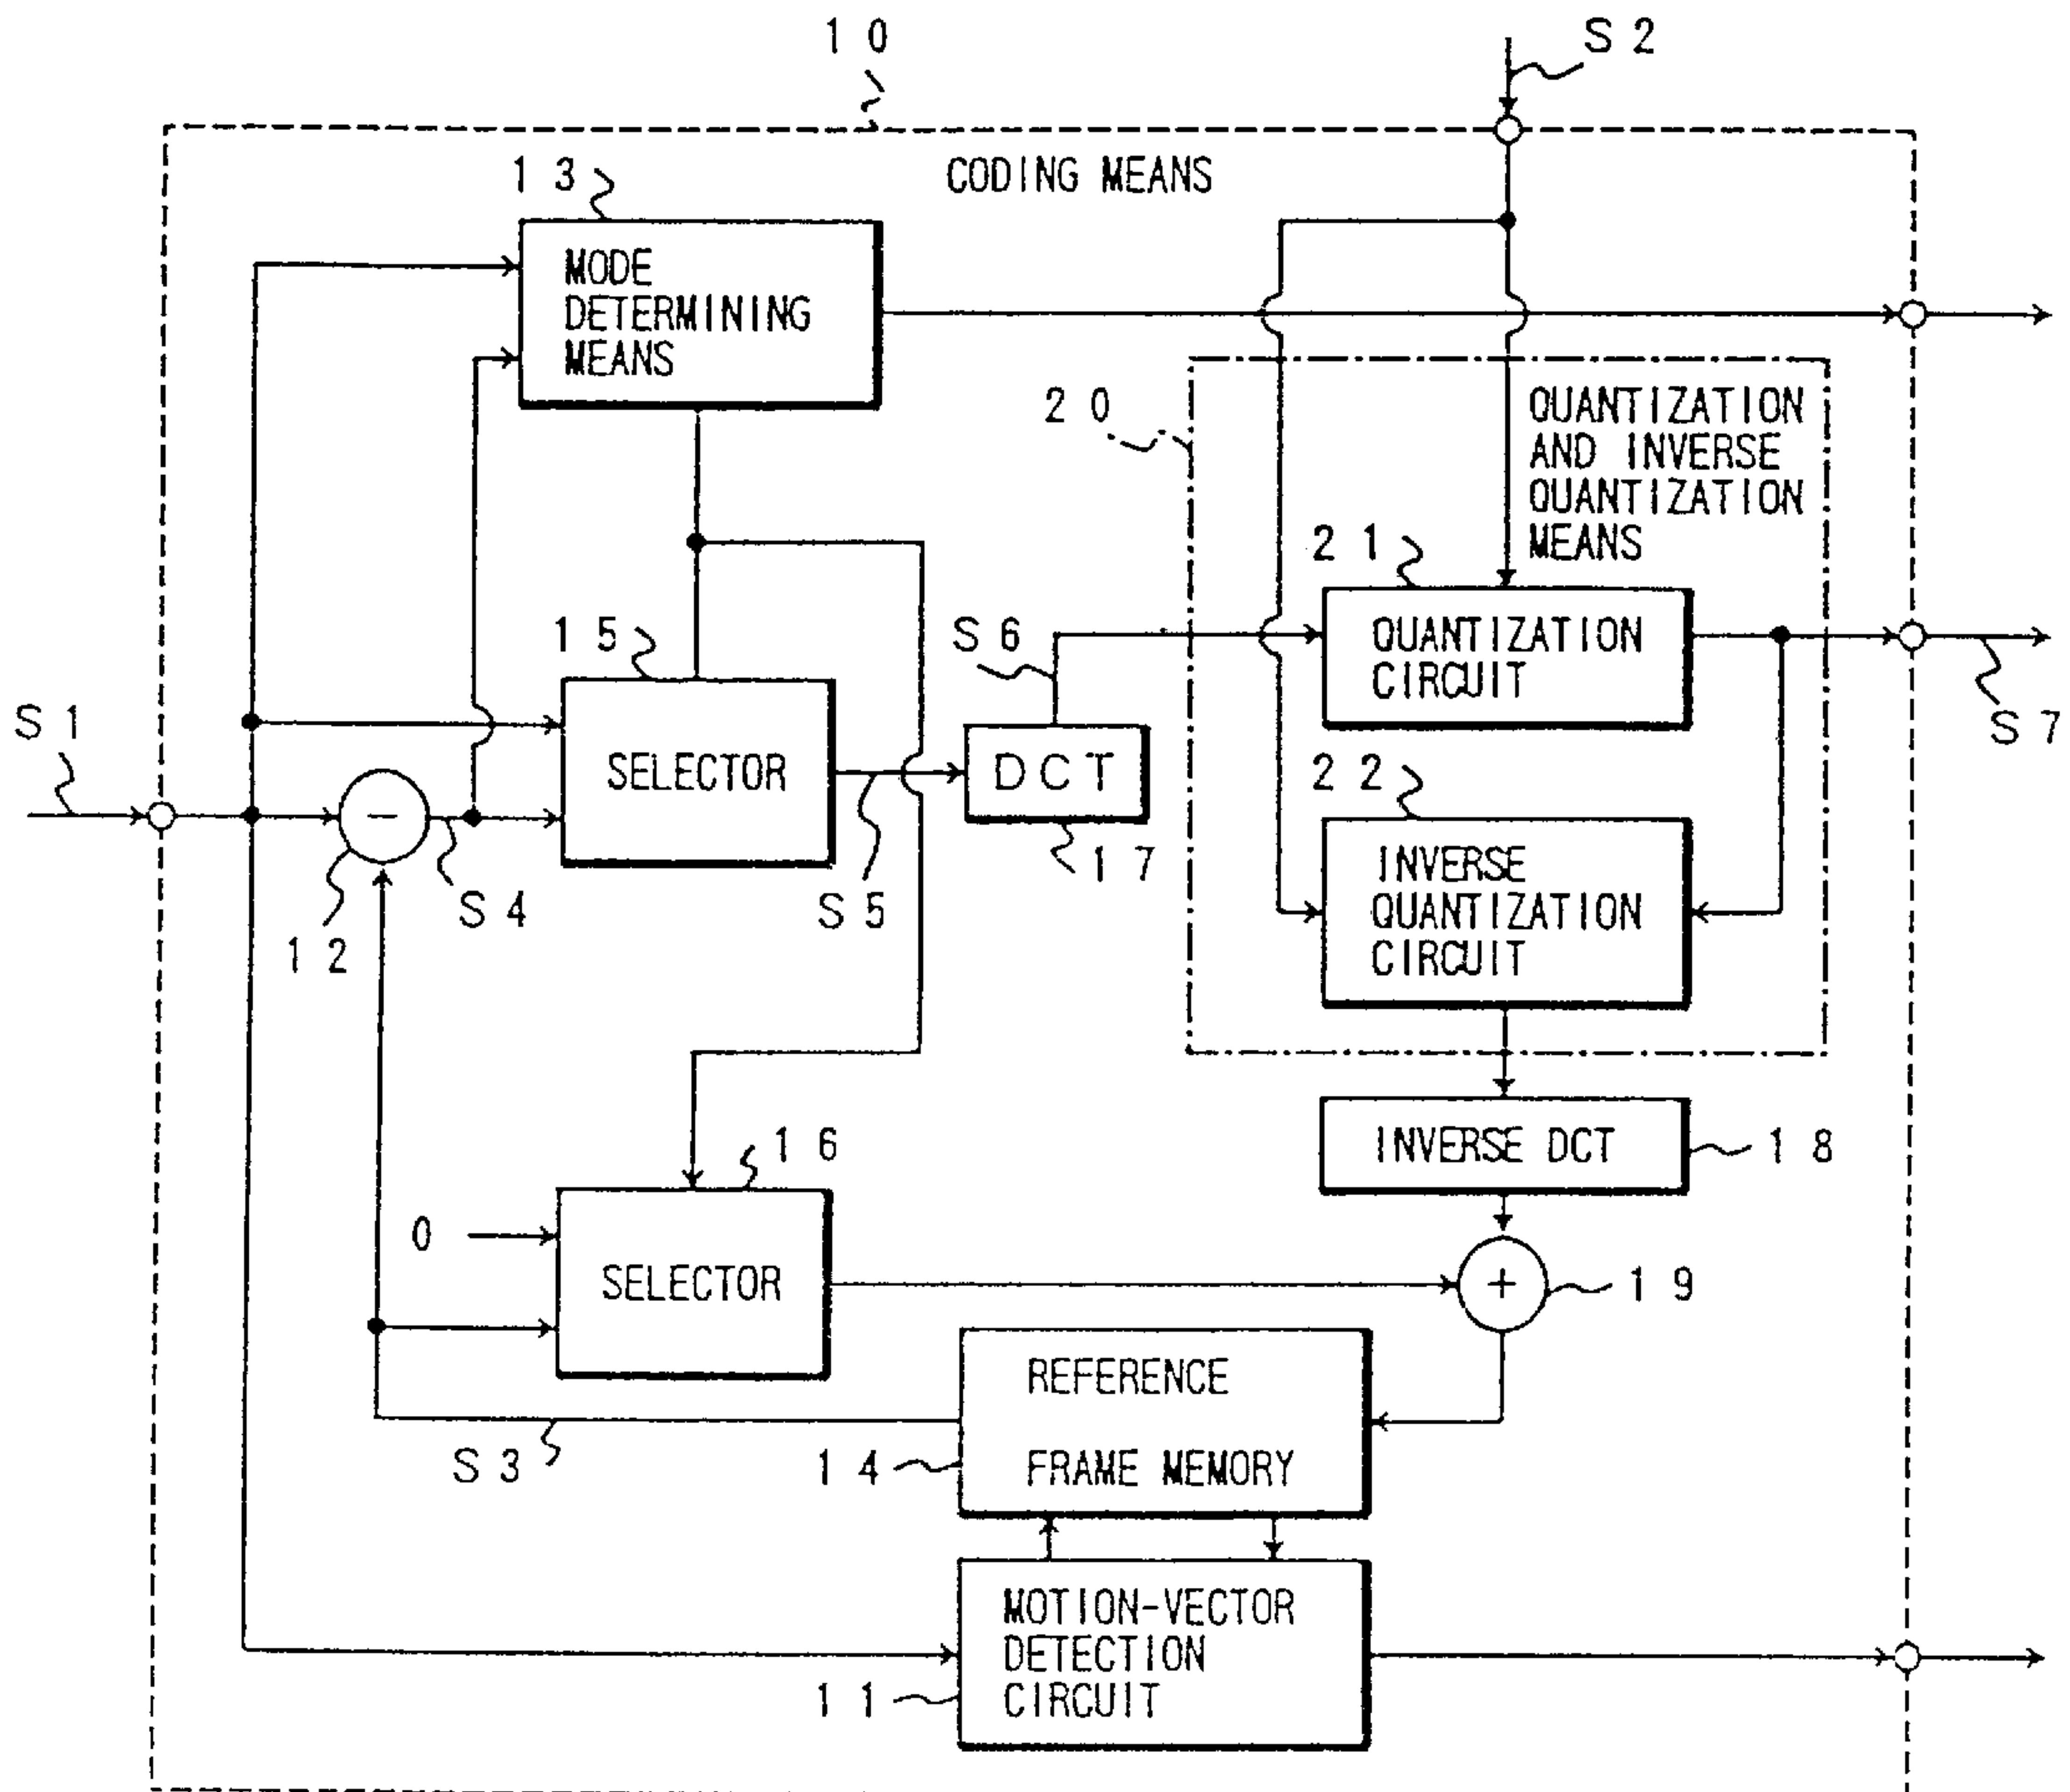 10
S2
CODING MEANS
13
MODE
DETERMINING
MEANS
20
QUANTIZATION
AND INVERSE
QUANTIZATION
MEANS
21
15
S6
QUANTIZATION
CIRCUIT
S1
S7
SELECTOR
DCT
22
−
17
S5
S4
12
INVERSE
QUANTIZATION
CIRCUIT
16
INVERSE DCT
18
0
SELECTOR
+
19
REFERENCE
FRAME MEMORY
S3
14
MOTION-VECTOR
DETECTION
CIRCUIT
11